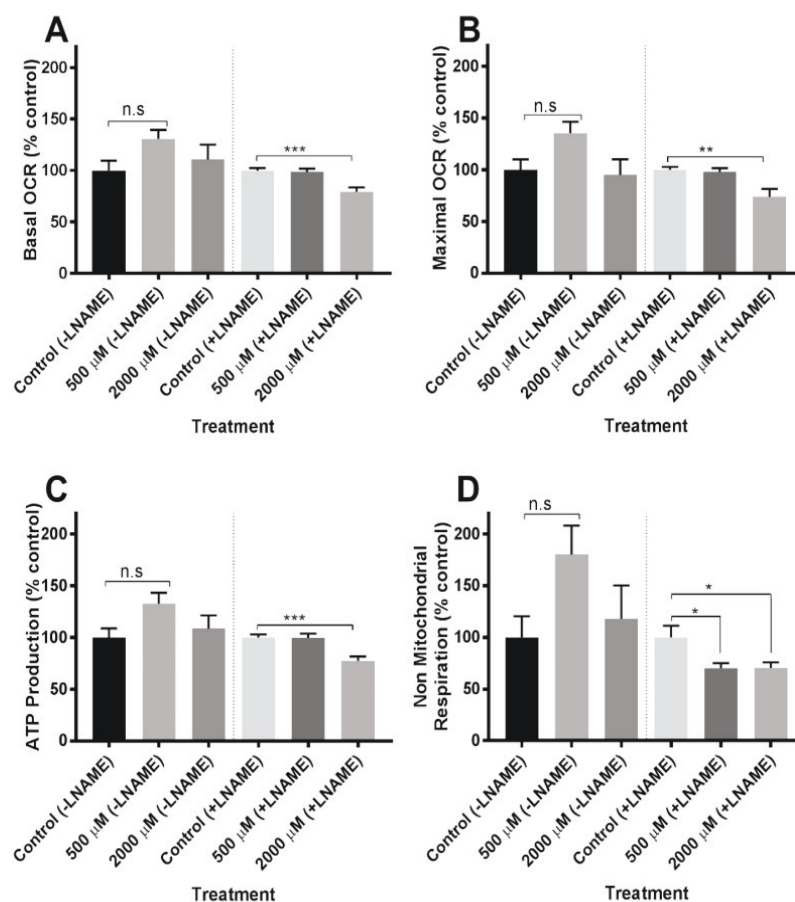 A
Basal OCR (% control)
200
150
100
50
0
n.s
***
Control (-LNAME)
500 μM (-LNAME)
2000 μM (-LNAME)
Control (+LNAME)
500 μM (+LNAME)
2000 μM (+LNAME)
Treatment
B
Maximal OCR (% control)
200
150
100
50
0
n.s
**
Control (-LNAME)
500 μM (-LNAME)
2000 μM (-LNAME)
Control (+LNAME)
500 μM (+LNAME)
2000 μM (+LNAME)
Treatment
C
ATP Production (% control)
200
150
100
50
0
n.s
***
Control (-LNAME)
500 μM (-LNAME)
2000 μM (-LNAME)
Control (+LNAME)
500 μM (+LNAME)
2000 μM (+LNAME)
Treatment
D
Non Mitochondrial
Respiration (% control)
200
150
100
50
0
n.s
*
*
Control (-LNAME)
500 μM (-LNAME)
2000 μM (-LNAME)
Control (+LNAME)
500 μM (+LNAME)
2000 μM (+LNAME)
Treatment